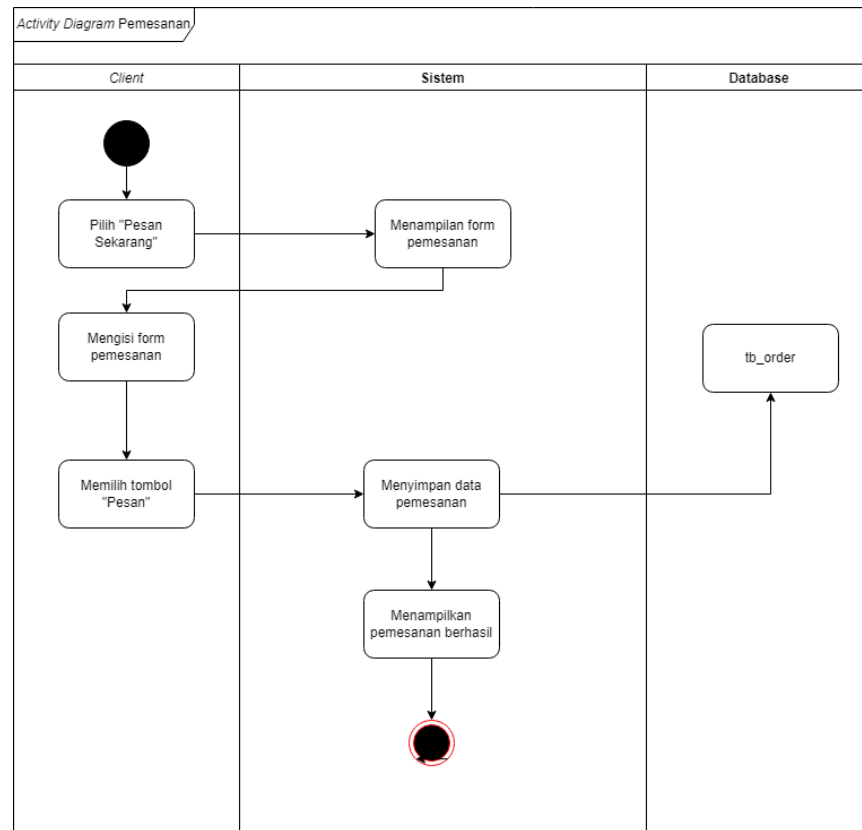 Activity Diagram Pemesanan
Client
Sistem
Database
Pilih "Pesan
Sekarang"
Menampilan form
pemesanan
Mengisi form
pemesanan
tb_order
Memilih tombol
"Pesan"
Menyimpan data
pemesanan
Menampilkan
pemesanan berhasil